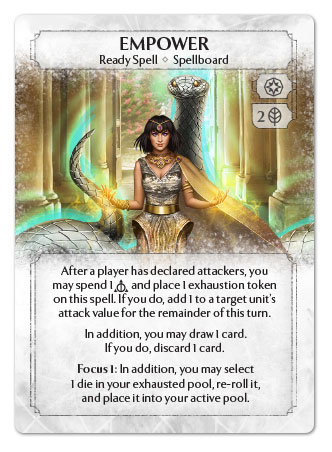 EMPOWER
Ready Spell ⟡ Spellboard
2
After a player has declared attackers, you
may spend 1 and place 1 exhaustion token
on this spell. If you do, add 1 to a target unit's
attack value for the remainder of this turn.
In addition, you may draw 1 card.
If you do, discard 1 card.
Focus 1: In addition, you may select
1 die in your exhausted pool, re-roll it,
and place it into your active pool.